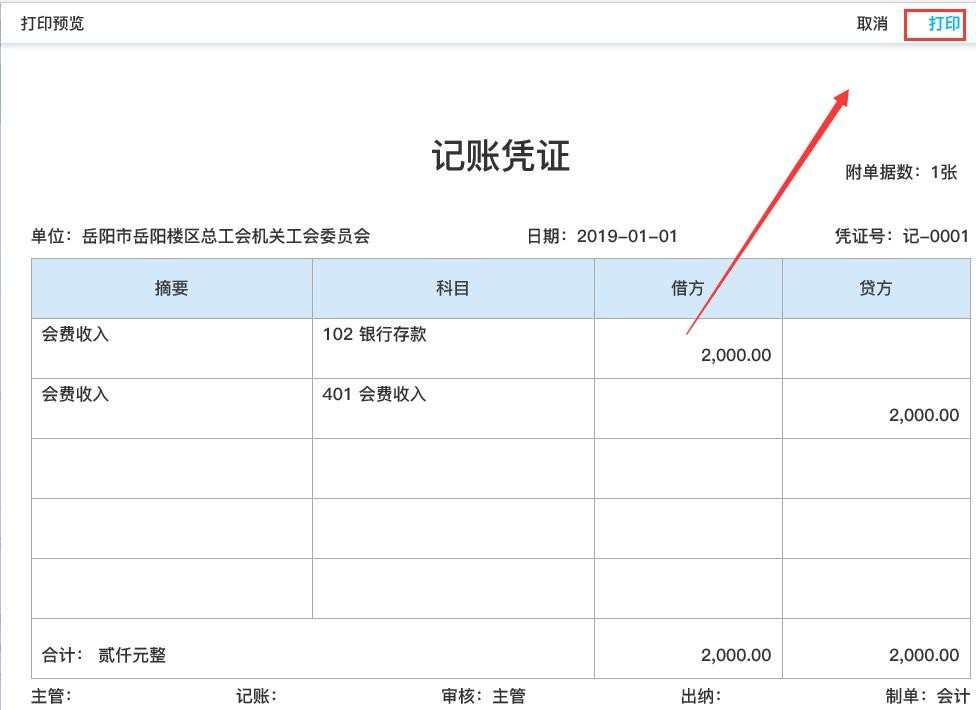 打印预览 取消 打印
记账凭证
附单据数：1张
单位：岳阳市岳阳楼区总工会机关工会委员会 日期：2019-01-01 凭证号：记-0001
摘要 科目 借方 贷方
会费收入 102 银行存款 2,000.00
会费收入 401 会费收入 2,000.00
合计： 贰仟元整 2,000.00 2,000.00
主管： 记账： 审核：主管 出纳： 制单：会计